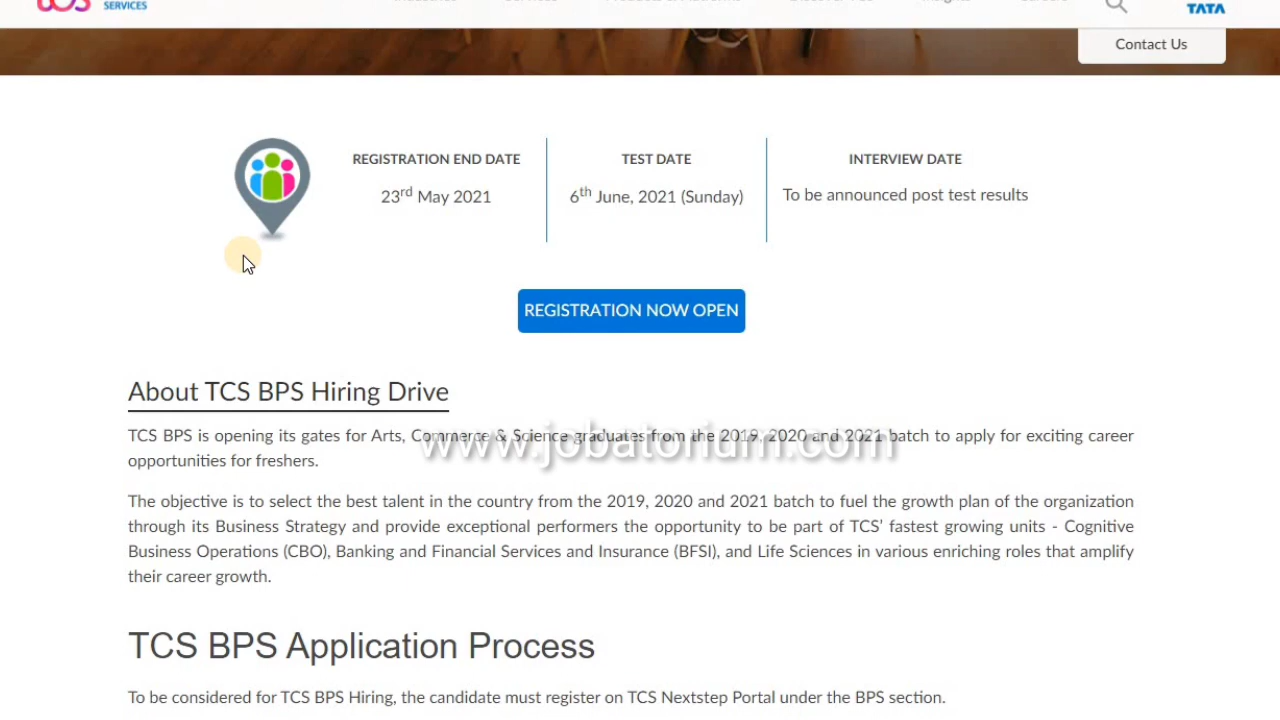 SERVICES
TATA
Contact Us
REGISTRATION END DATE
TEST DATE
INTERVIEW DATE
23rd May 2021
6th June, 2021 (Sunday)
To be announced post test results
REGISTRATION NOW OPEN
About TCS BPS Hiring Drive
TCS BPS is opening its gates for Arts, Commerce & Science graduates from the 2019, 2020 and 2021 batch to apply for exciting career
opportunities for freshers.
www.jobatorium.com
The objective is to select the best talent in the country from the 2019, 2020 and 2021 batch to fuel the growth plan of the organization
through its Business Strategy and provide exceptional performers the opportunity to be part of TCS’ fastest growing units - Cognitive
Business Operations (CBO), Banking and Financial Services and Insurance (BFSI), and Life Sciences in various enriching roles that amplify
their career growth.
TCS BPS Application Process
To be considered for TCS BPS Hiring, the candidate must register on TCS Nextstep Portal under the BPS section.